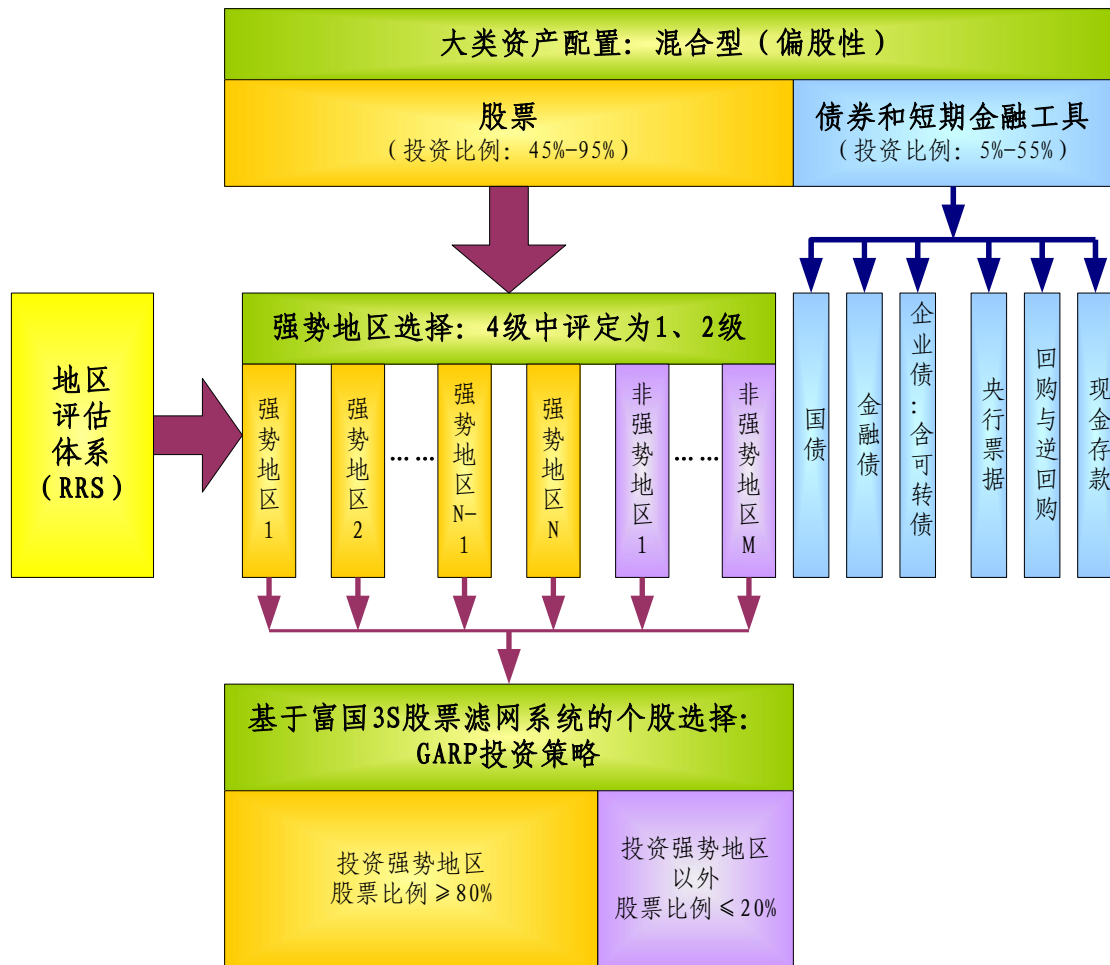 大类资产配置：混合型（偏股性）
股票
（投资比例：45%-95%）
债券和短期金融工具
（投资比例：5%-55%）
地区
评估
体系
（RRS）
强势地区选择：4级中评定为1、2级
强势地区1
强势地区2
……
强势地区N-1
强势地区N
非强势地区1
……
非强势地区M
国债
金融债
企业债：含可转债
央行票据
回购与逆回购
现金存款
基于富国3S股票滤网系统的个股选择：
GARP投资策略
投资强势地区
股票比例≥80%
投资强势地区
以外
股票比例≤20%